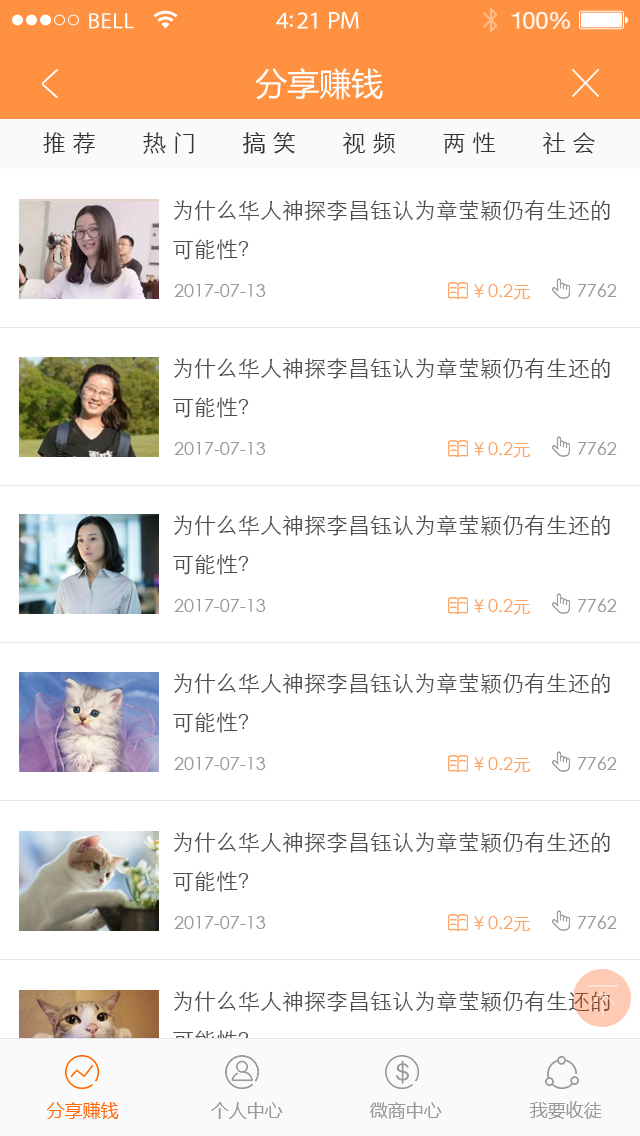 BELL 4:21 PM 100%
分享赚钱
推荐 热门 搞笑 视频 两性 社会
为什么华人神探李昌钰认为章莹颖仍有生还的
可能性?
2017-07-13 ¥0.2元 7762
为什么华人神探李昌钰认为章莹颖仍有生还的
可能性?
2017-07-13 ¥0.2元 7762
为什么华人神探李昌钰认为章莹颖仍有生还的
可能性?
2017-07-13 ¥0.2元 7762
为什么华人神探李昌钰认为章莹颖仍有生还的
可能性?
2017-07-13 ¥0.2元 7762
为什么华人神探李昌钰认为章莹颖仍有生还的
可能性?
2017-07-13 ¥0.2元 7762
为什么华人神探李昌钰认为章莹颖仍有生还的
可能性?
分享赚钱 个人中心 微商中心 我要收徒